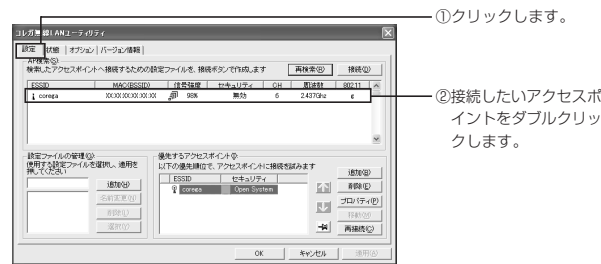 ①クリックします。
コレガ無線LANユーティリティ
設定 状態 オプション バージョン情報
AP検索(S)
検索したアクセスポイントへ接続するための設定ファイルを、接続ボタンで作成します 再検索(R) 接続(D)
ESSID MAC(BSSID) 信号強度 セキュリティ CH 周波数 802.11
corega XX:XX:XX:XX:XX:XX 98% 無効 6 2.437Ghz g
②接続したいアクセスポ
イントをダブルクリッ
クします。
設定ファイルの管理(Q)
使用する設定ファイルを選択し、適用を
押してください
追加(W)
名前変更(N)
削除(L)
選択(V)
優先するアクセスポイント
以下の優先順位で、アクセスポイントに接続を試みます
ESSID セキュリティ
corega Open System
追加(B)
削除(E)
プロパティ(P)
移動(M)
再接続(C)
OK キャンセル 適用(A)